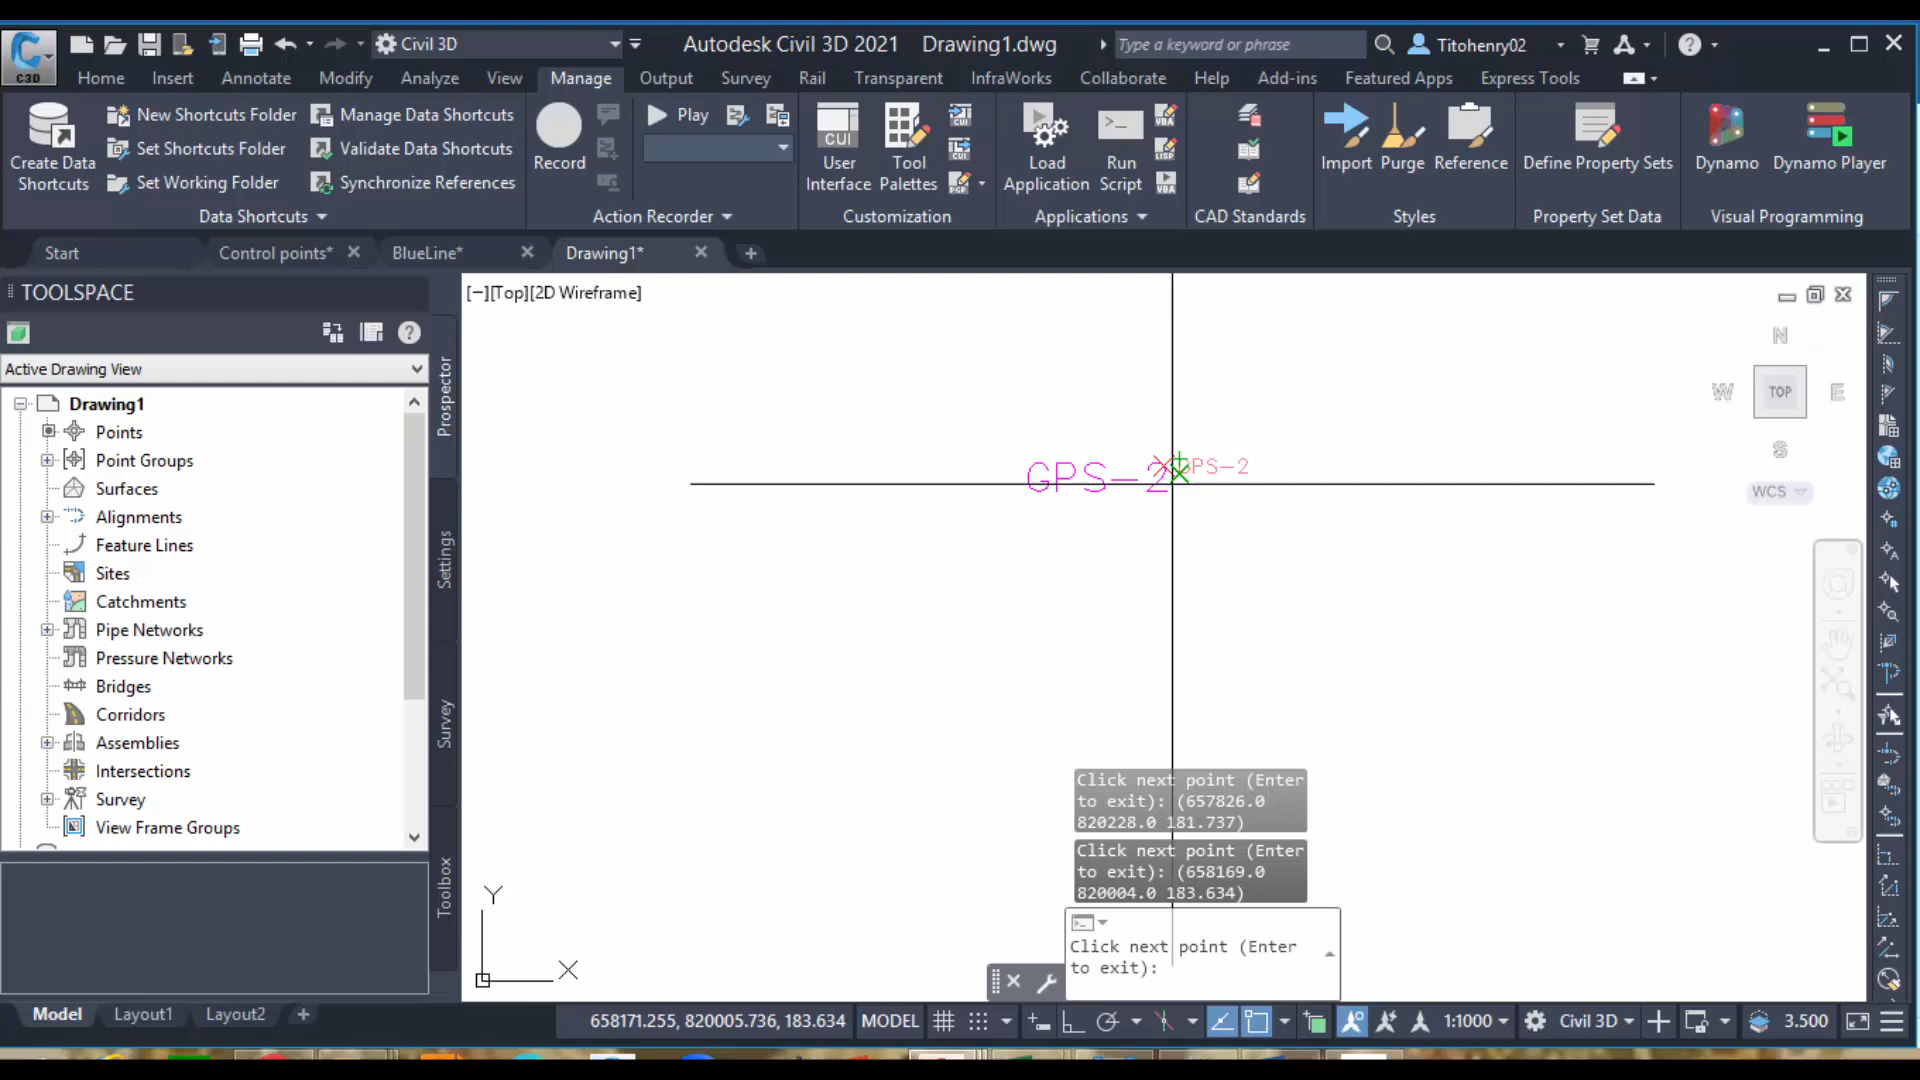 Civil 3D
Autodesk Civil 3D 2021 Drawing1.dwg
Type a keyword or phrase
Titohenry02
C3D
Home Insert Annotate Modify Analyze View Manage Output Survey Rail Transparent InfraWorks Collaborate Help Add-ins Featured Apps Express Tools
Create Data Shortcuts
New Shortcuts Folder
Set Shortcuts Folder
Set Working Folder
Manage Data Shortcuts
Validate Data Shortcuts
Synchronize References
Data Shortcuts
Record
Play
Action Recorder
CUI
User Interface
Tool Palettes
CUI
CUI
PGP
Customization
Load Application
Run Script
VBA
LISP
VBA
Applications
CAD Standards
Import
Purge
Reference
Styles
Define Property Sets
Property Set Data
Dynamo
Dynamo Player
Visual Programming
Start
Control points*
BlueLine*
Drawing1*
TOOLSPACE
Active Drawing View
Drawing1
Points
Point Groups
Surfaces
Alignments
Feature Lines
Sites
Catchments
Pipe Networks
Pressure Networks
Bridges
Corridors
Assemblies
Intersections
Survey
View Frame Groups
Prospector
Settings
Survey
Toolbox
[−][Top][2D Wireframe]
GPS-2
GPS-2
N
W
TOP
E
S
WCS
Y
X
Click next point (Enter
to exit): (657826.0
820228.0 181.737)
Click next point (Enter
to exit): (658169.0
820004.0 183.634)
Click next point (Enter
to exit):
Model
Layout1
Layout2
658171.255, 820005.736, 183.634
MODEL
1:1000
Civil 3D
3.500